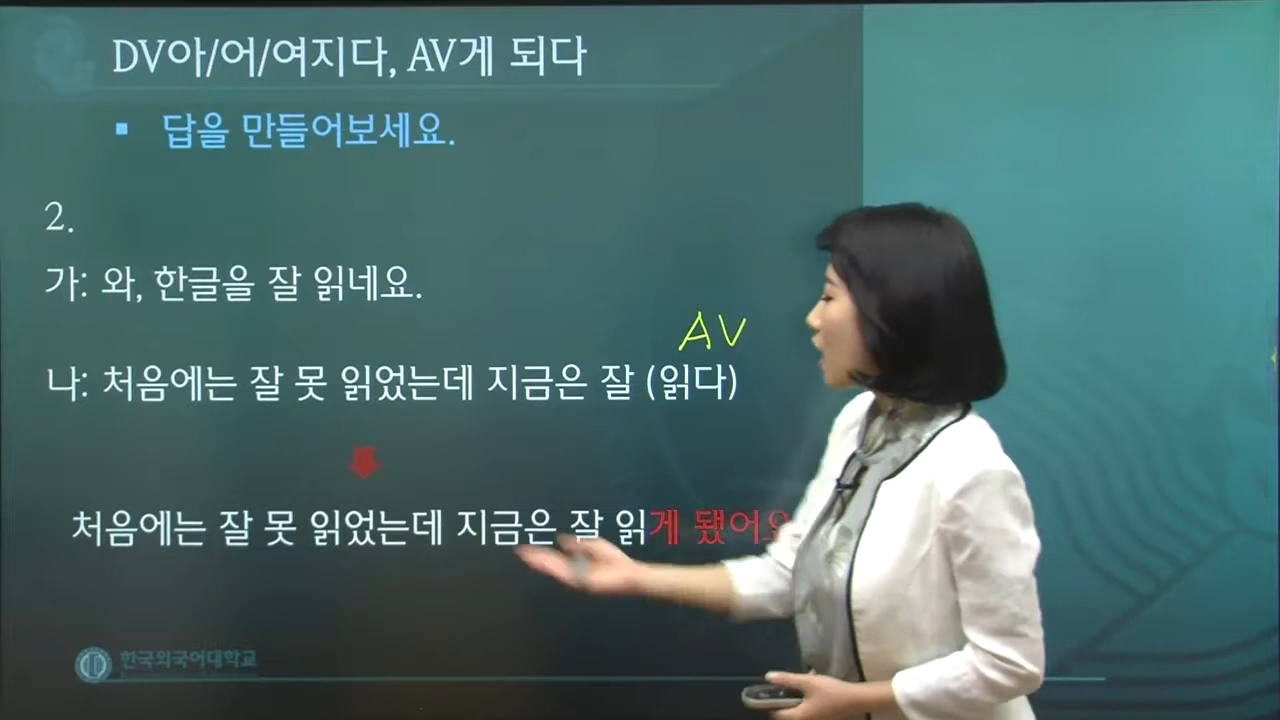 DV아/어/여지다, AV게 되다
▪ 답을 만들어보세요.
2.
가: 와, 한글을 잘 읽네요.
AV
나: 처음에는 잘 못 읽었는데 지금은 잘 (읽다)
처음에는 잘 못 읽었는데 지금은 잘 읽게 됐어요
한국외국어대학교